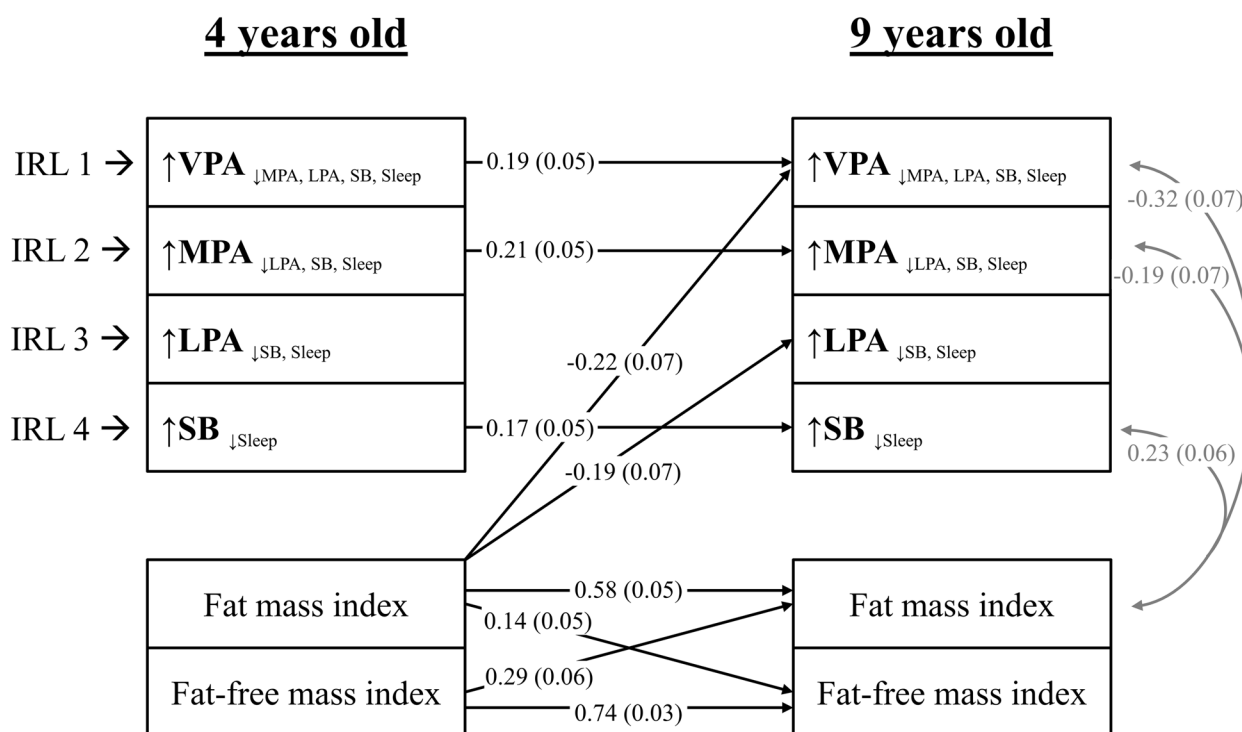 4 years old
9 years old
IRL 1 → ↑VPA ↓MPA, LPA, SB, Sleep 0.19 (0.05) ↑VPA ↓MPA, LPA, SB, Sleep
-0.32 (0.07)
IRL 2 → ↑MPA ↓LPA, SB, Sleep 0.21 (0.05) ↑MPA ↓LPA, SB, Sleep
-0.19 (0.07)
IRL 3 → ↑LPA ↓SB, Sleep ↑LPA ↓SB, Sleep
-0.22 (0.07)
IRL 4 → ↑SB ↓Sleep 0.17 (0.05) ↑SB ↓Sleep
0.23 (0.06)
-0.19 (0.07)
Fat mass index 0.58 (0.05) Fat mass index
0.14 (0.05)
0.29 (0.06)
Fat-free mass index 0.74 (0.03) Fat-free mass index